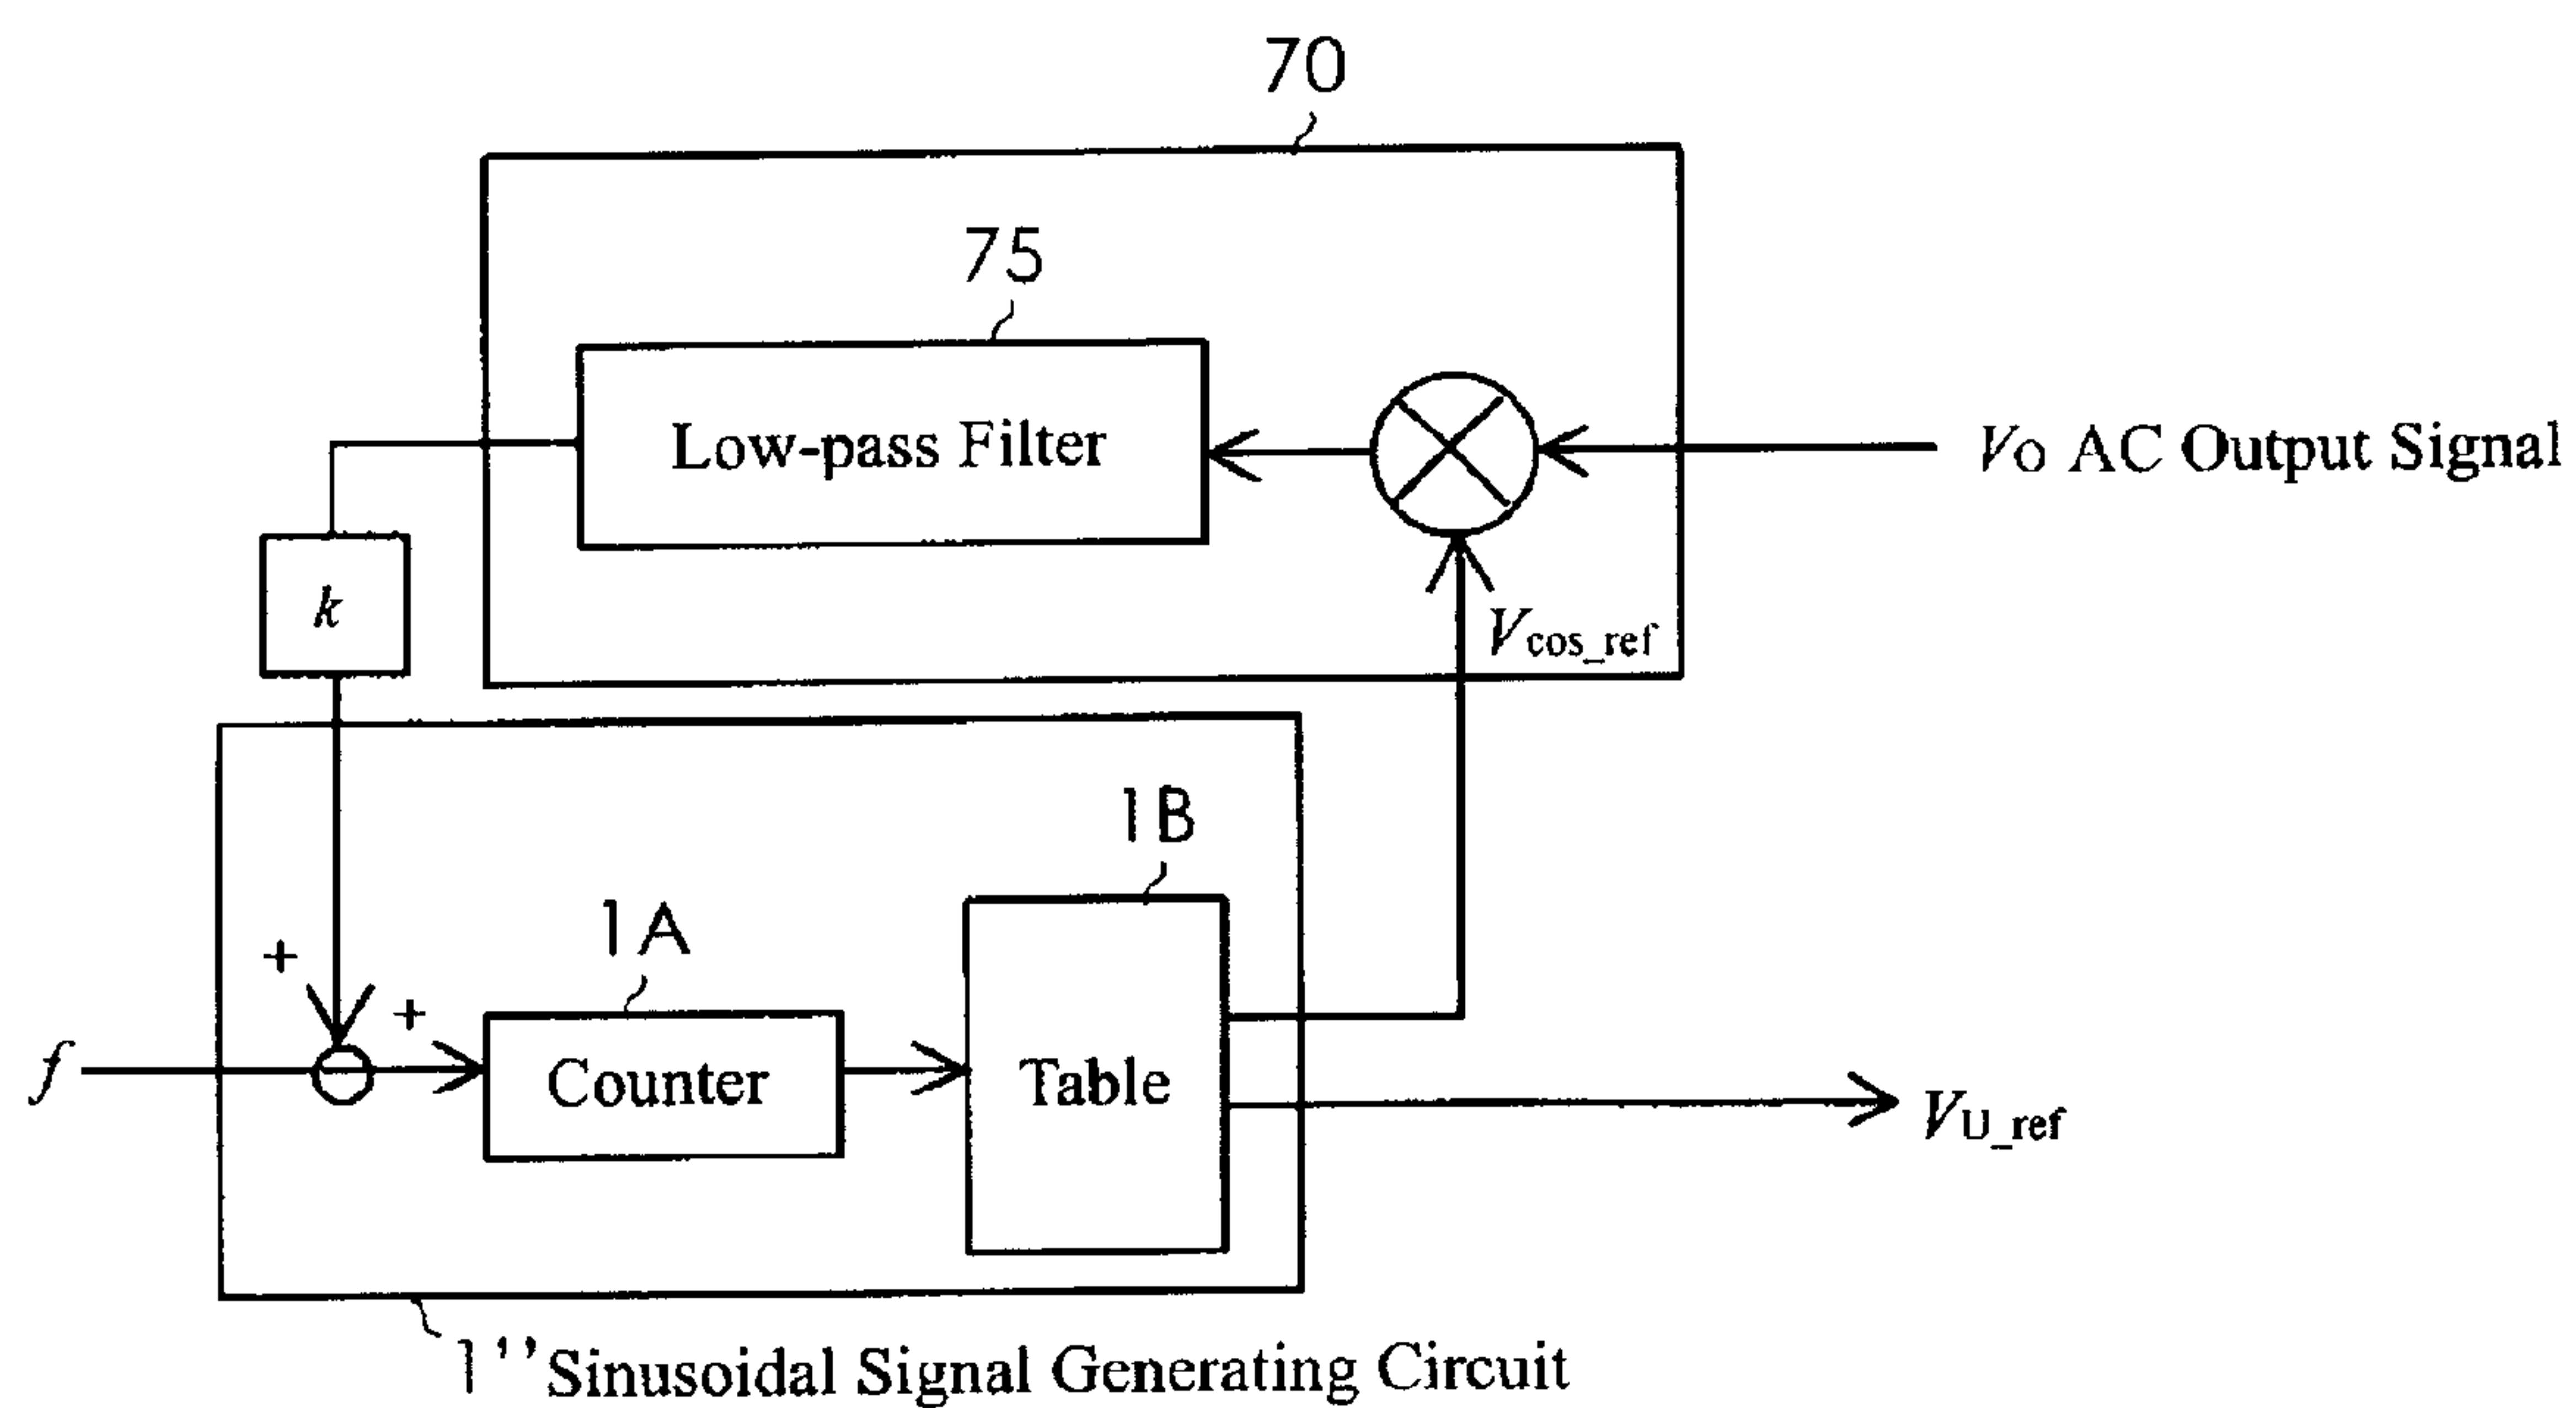 70
75
Low-pass Filter
VO AC Output Signal
k
Vcos_ref
1B
1A
+
+
f
Counter
Table
VU_ref
1'' Sinusoidal Signal Generating Circuit